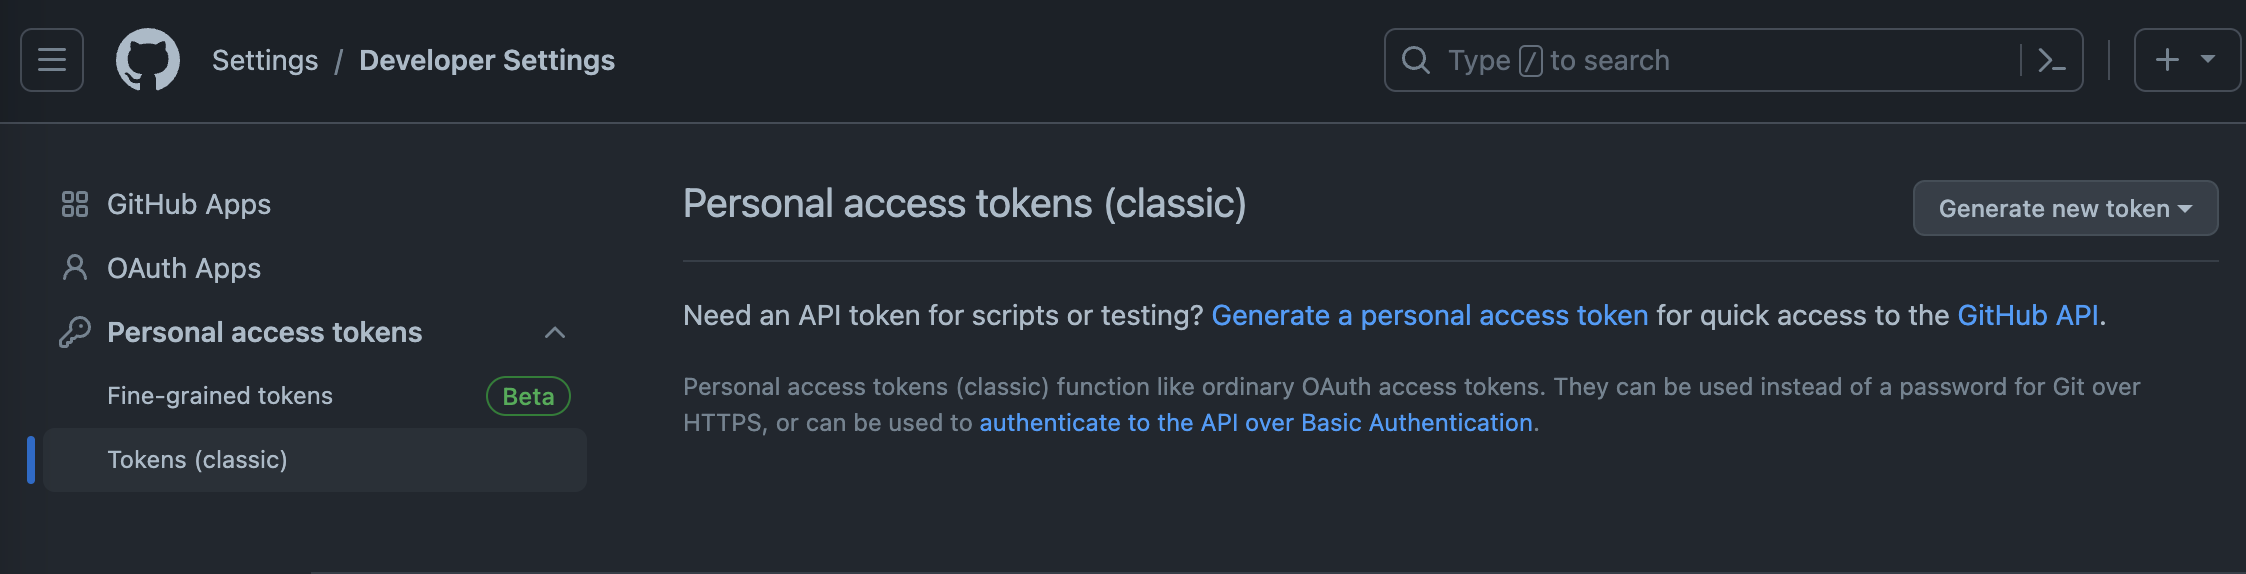 Settings / Developer Settings
Type / to search
GitHub Apps
OAuth Apps
Personal access tokens
Fine-grained tokens Beta
Tokens (classic)
Personal access tokens (classic)
Generate new token
Need an API token for scripts or testing? Generate a personal access token for quick access to the GitHub API.
Personal access tokens (classic) function like ordinary OAuth access tokens. They can be used instead of a password for Git over
HTTPS, or can be used to authenticate to the API over Basic Authentication.